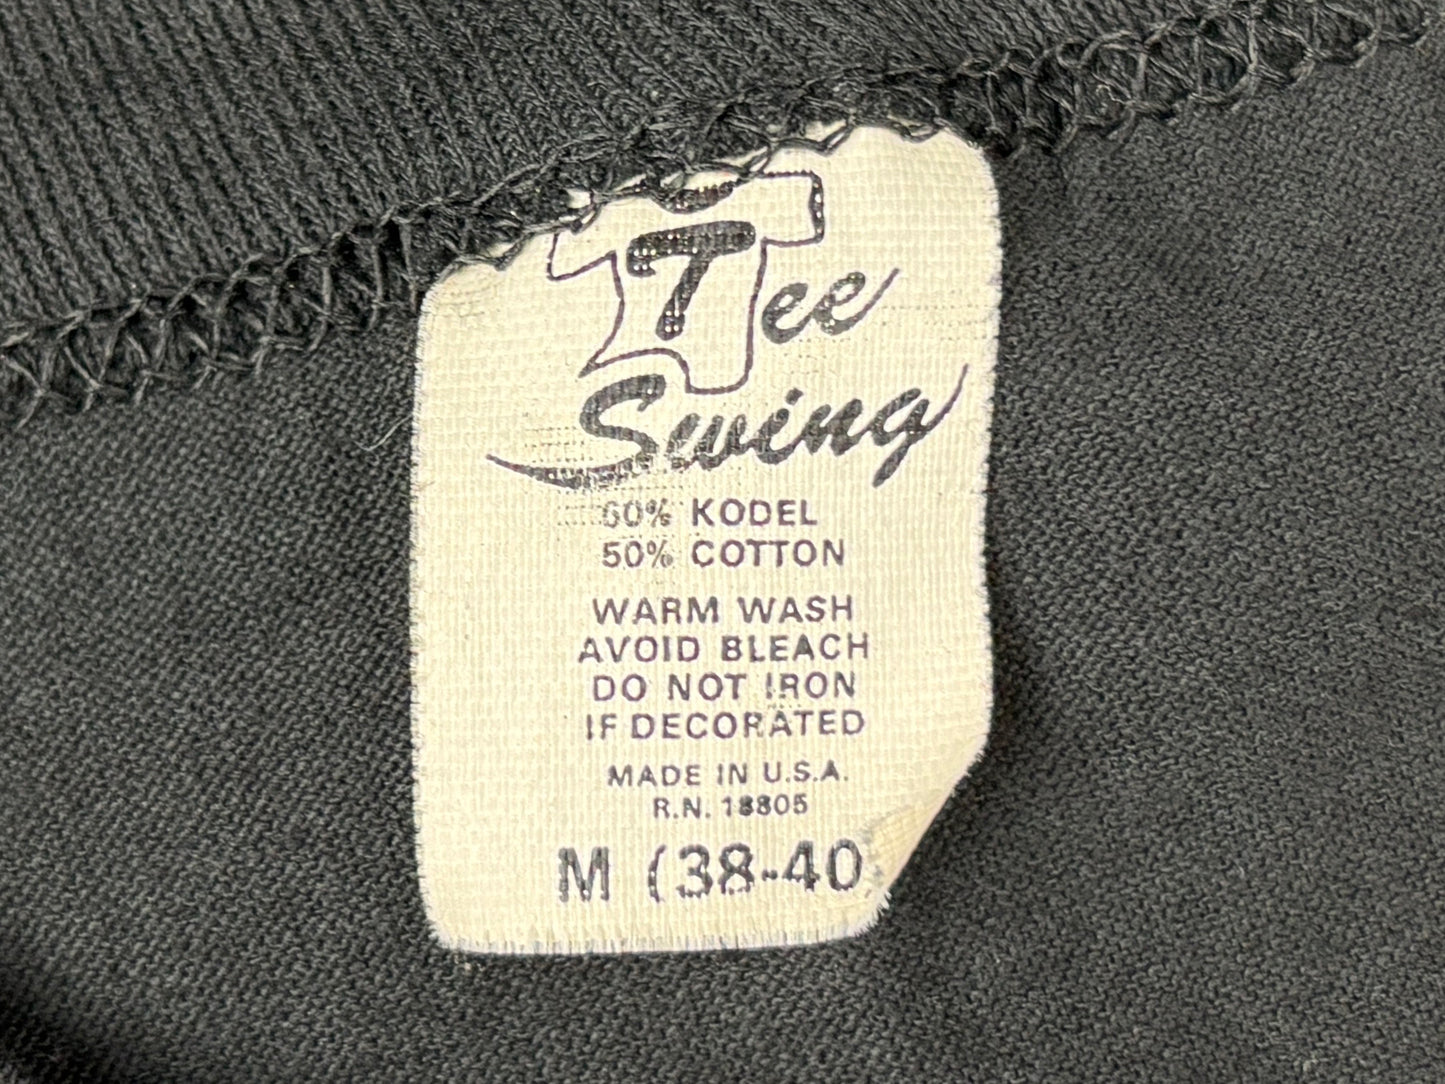 Tee
Swing
50% KODEL
50% COTTON
WARM WASH
AVOID BLEACH
DO NOT IRON
IF DECORATED
MADE IN U.S.A.
R.N. 18805
M (38-40